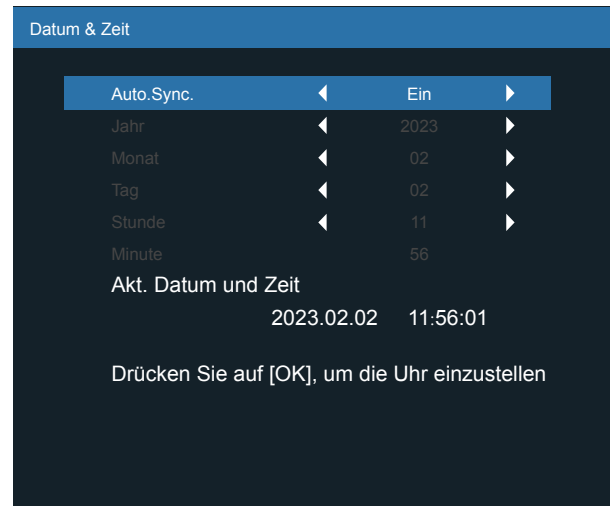 Datum & Zeit
Auto.Sync. Ein
Jahr 2023
Monat 02
Tag 02
Stunde 11
Minute 56
Akt. Datum und Zeit
2023.02.02 11:56:01
Drücken Sie auf [OK], um die Uhr einzustellen